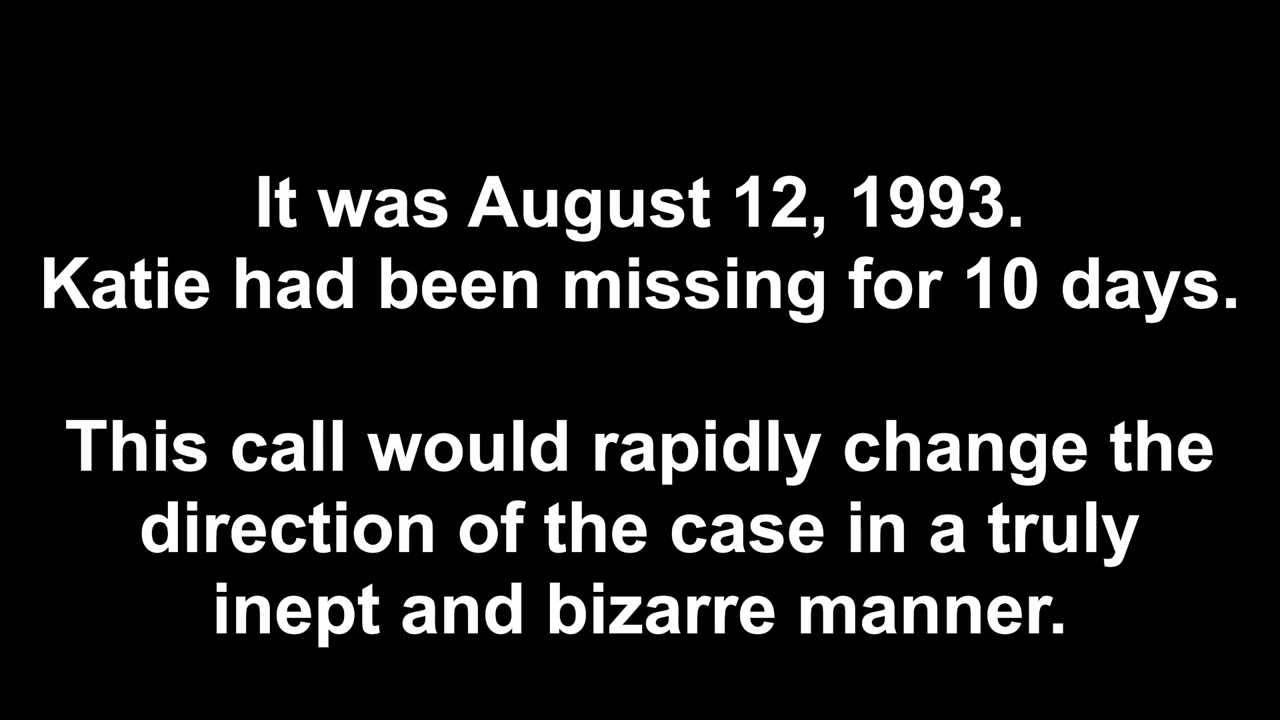 It was August 12, 1993.
Katie had been missing for 10 days.
This call would rapidly change the
direction of the case in a truly
inept and bizarre manner.